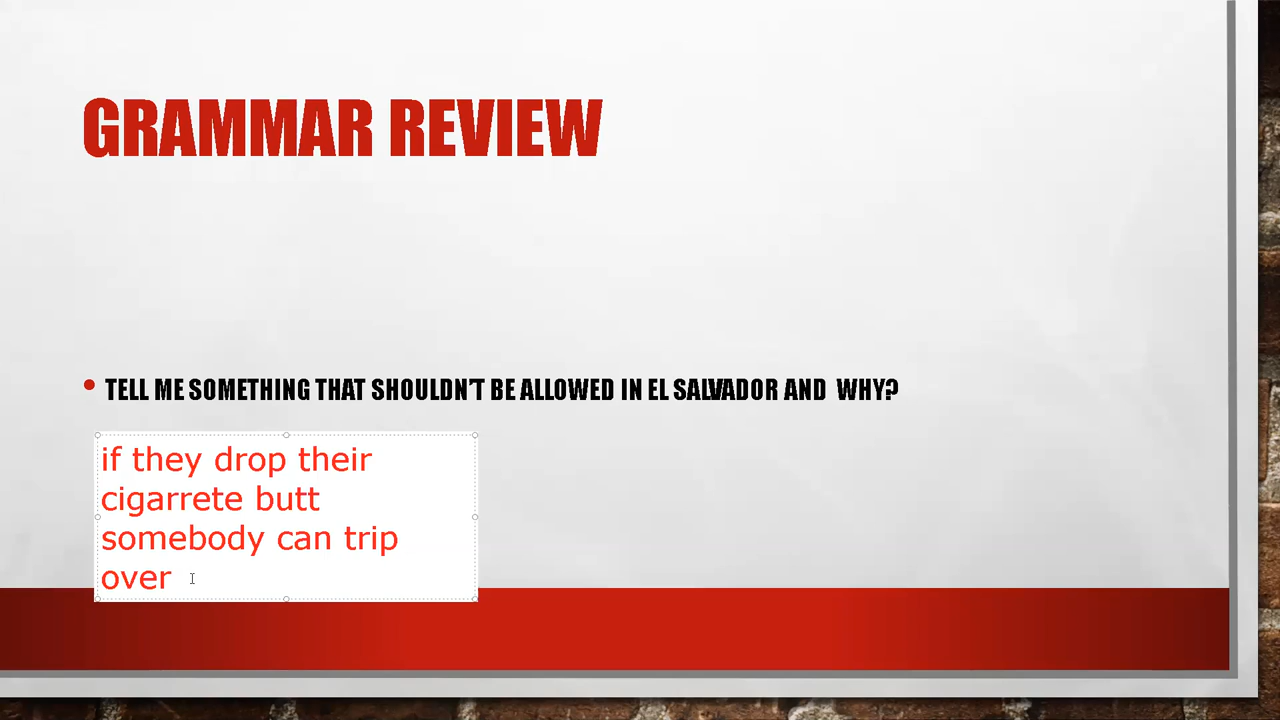 GRAMMAR REVIEW
• TELL ME SOMETHING THAT SHOULDN'T BE ALLOWED IN EL SALVADOR AND WHY?
if they drop their
cigarrete butt
somebody can trip
over